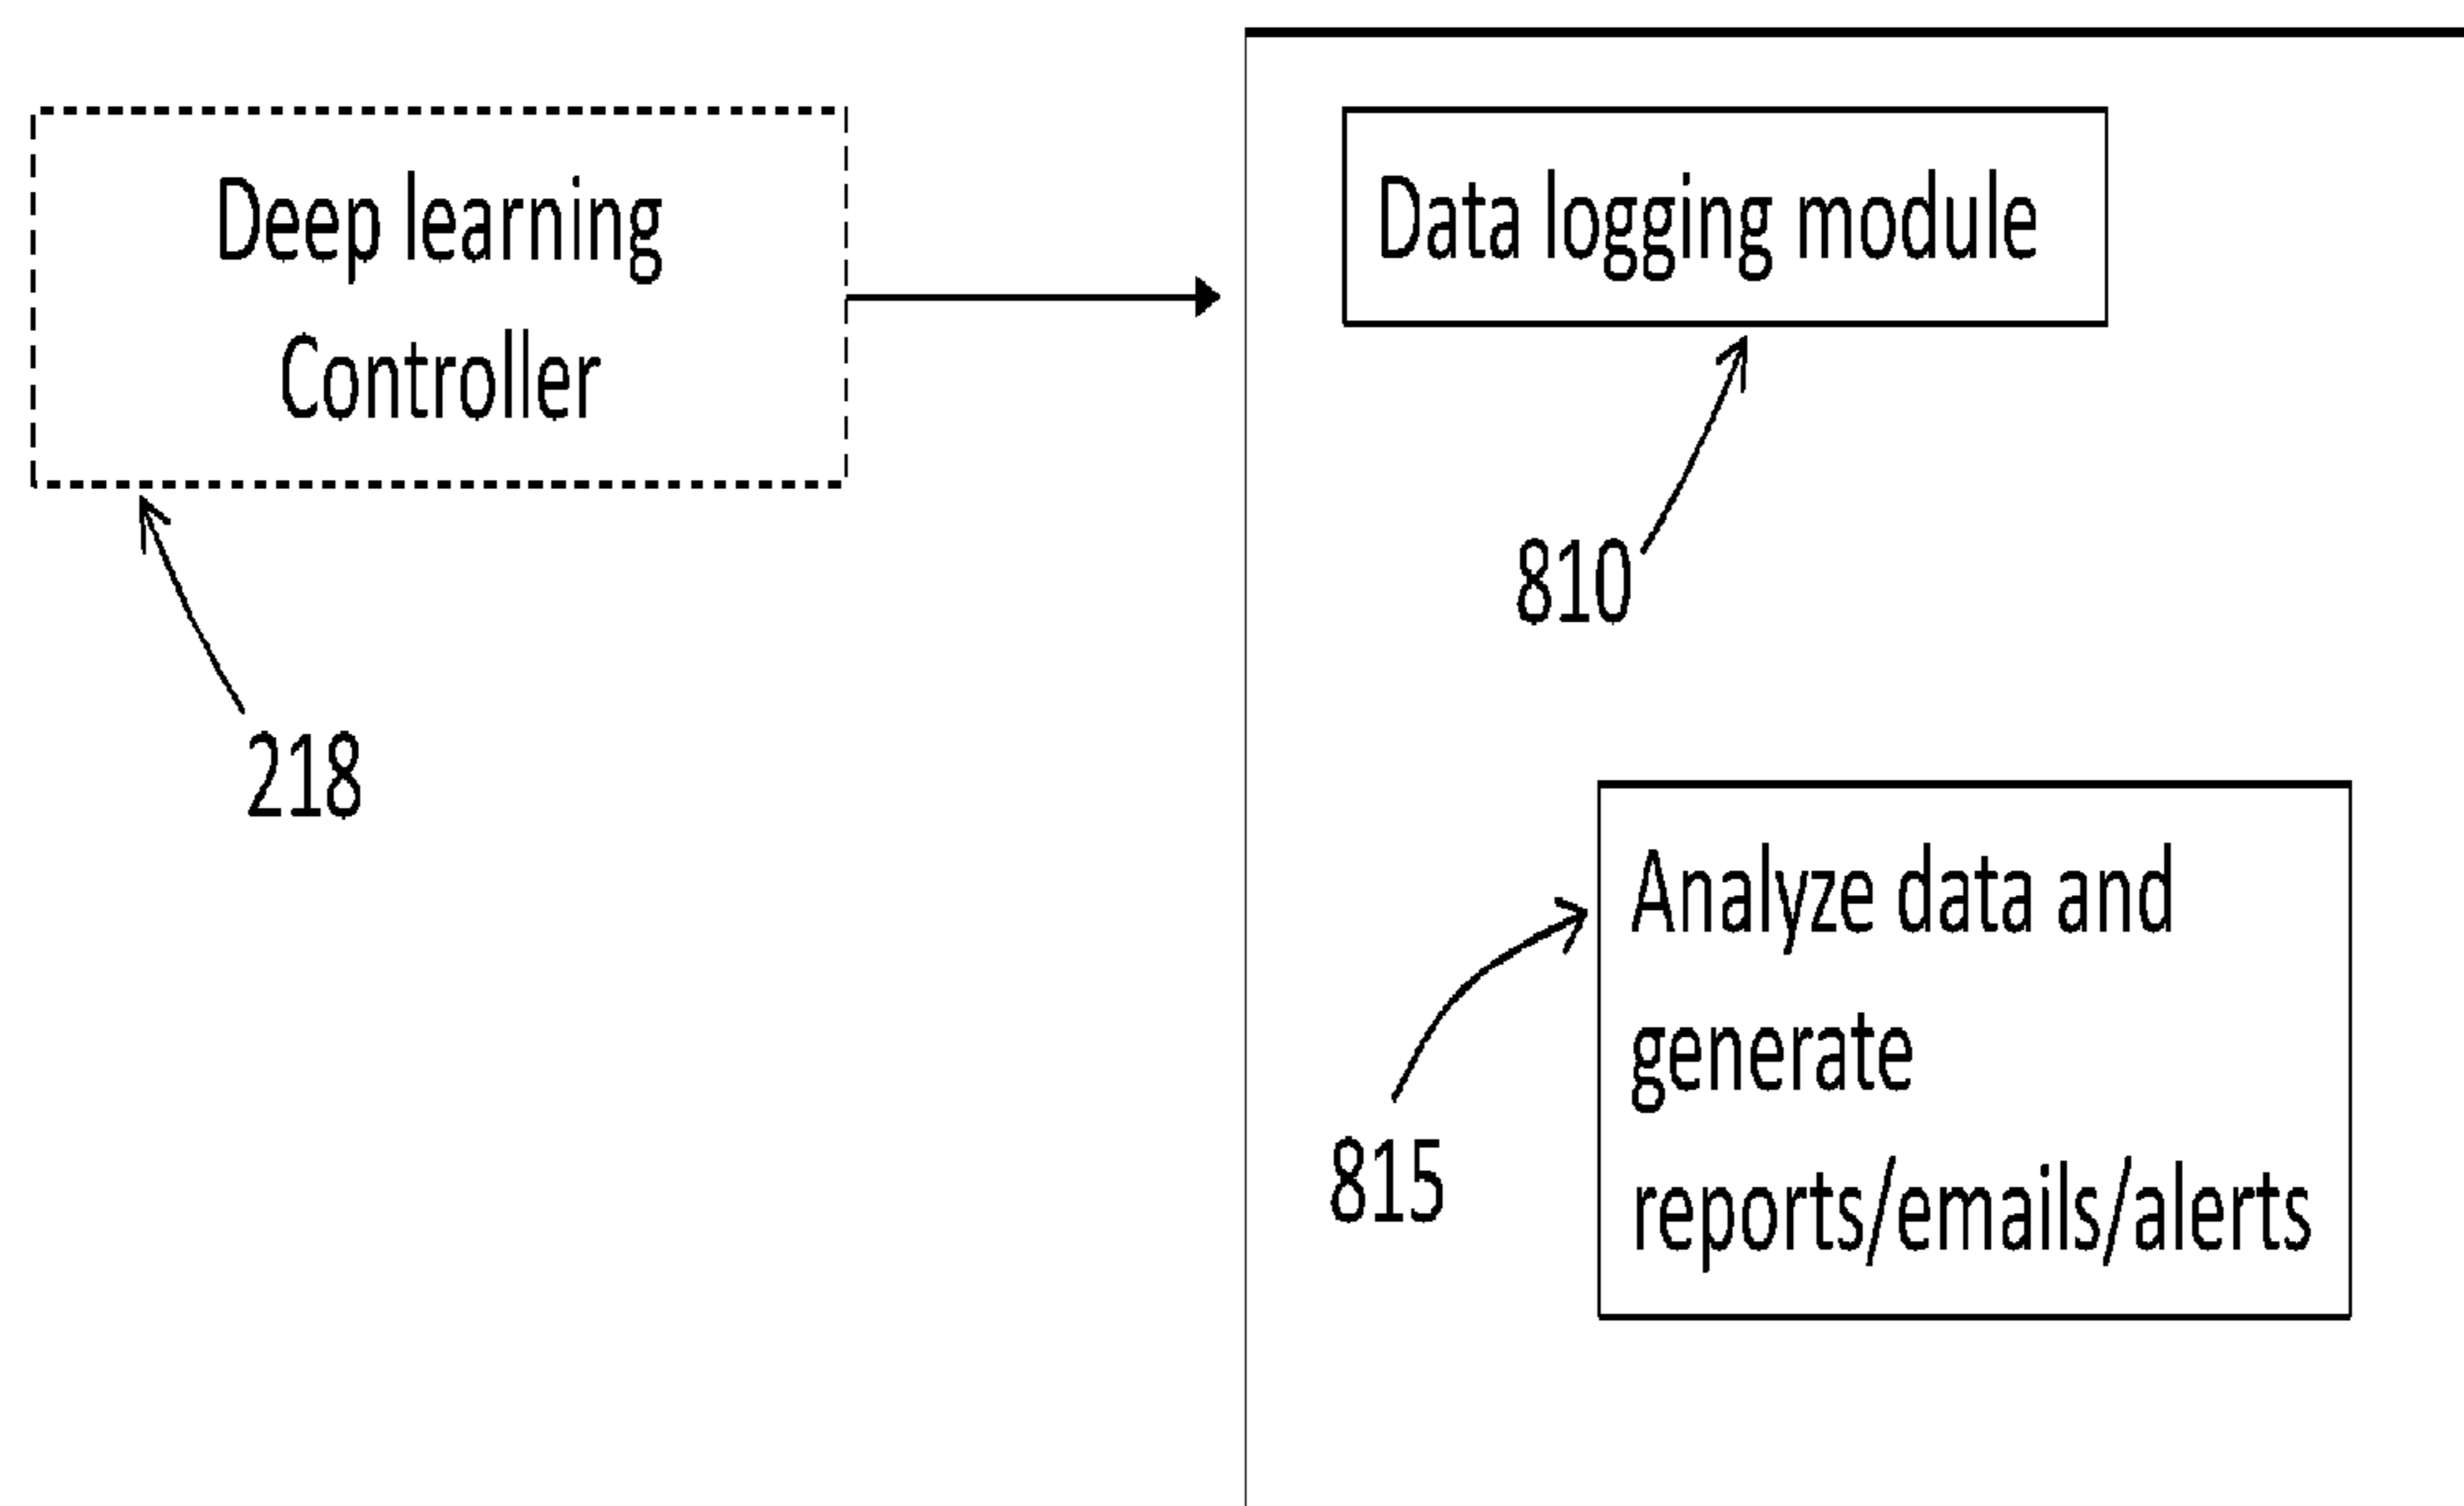 Deep learning
Controller
218
Data logging module
810
Analyze data and
generate
reports/emails/alerts
815